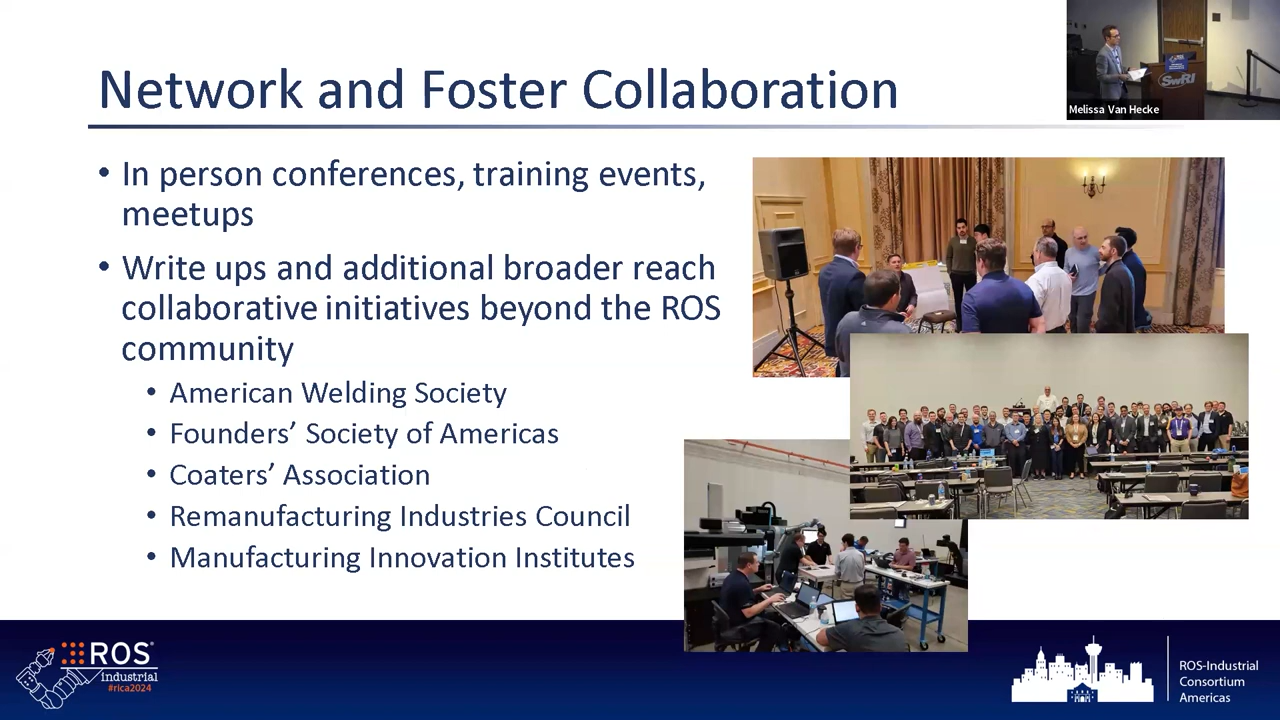 Network and Foster Collaboration
SwRI
Melissa Van Hecke
• In person conferences, training events,
meetups
• Write ups and additional broader reach
collaborative initiatives beyond the ROS
community
• American Welding Society
• Founders’ Society of Americas
• Coaters’ Association
• Remanufacturing Industries Council
• Manufacturing Innovation Institutes
ROS
Industrial
#rica2024
ROS-Industrial
Consortium
Americas